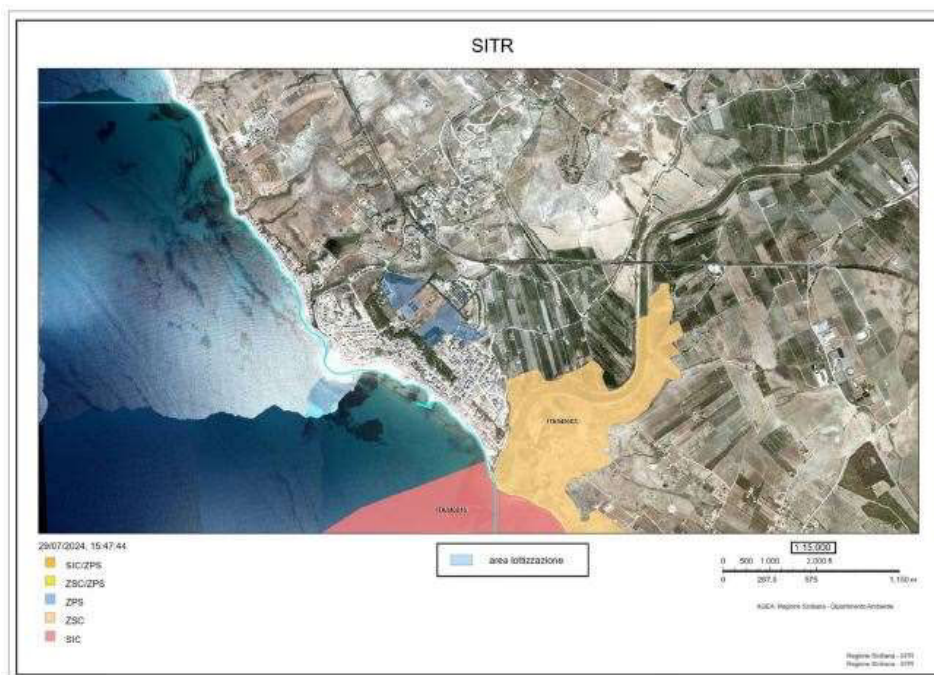 SITR
29/07/2024, 15:47:44
SIC/ZPS
ZSC/ZPS
ZPS
ZSC
SIC
area lottizzazione
1:15.000
0 500 1.000 2.000 ft
0 287,5 575 1.150 m
AGEA, Regione Siciliana - Dipartimento Ambiente
Regione Siciliana - SITR
Regione Siciliana - SITR